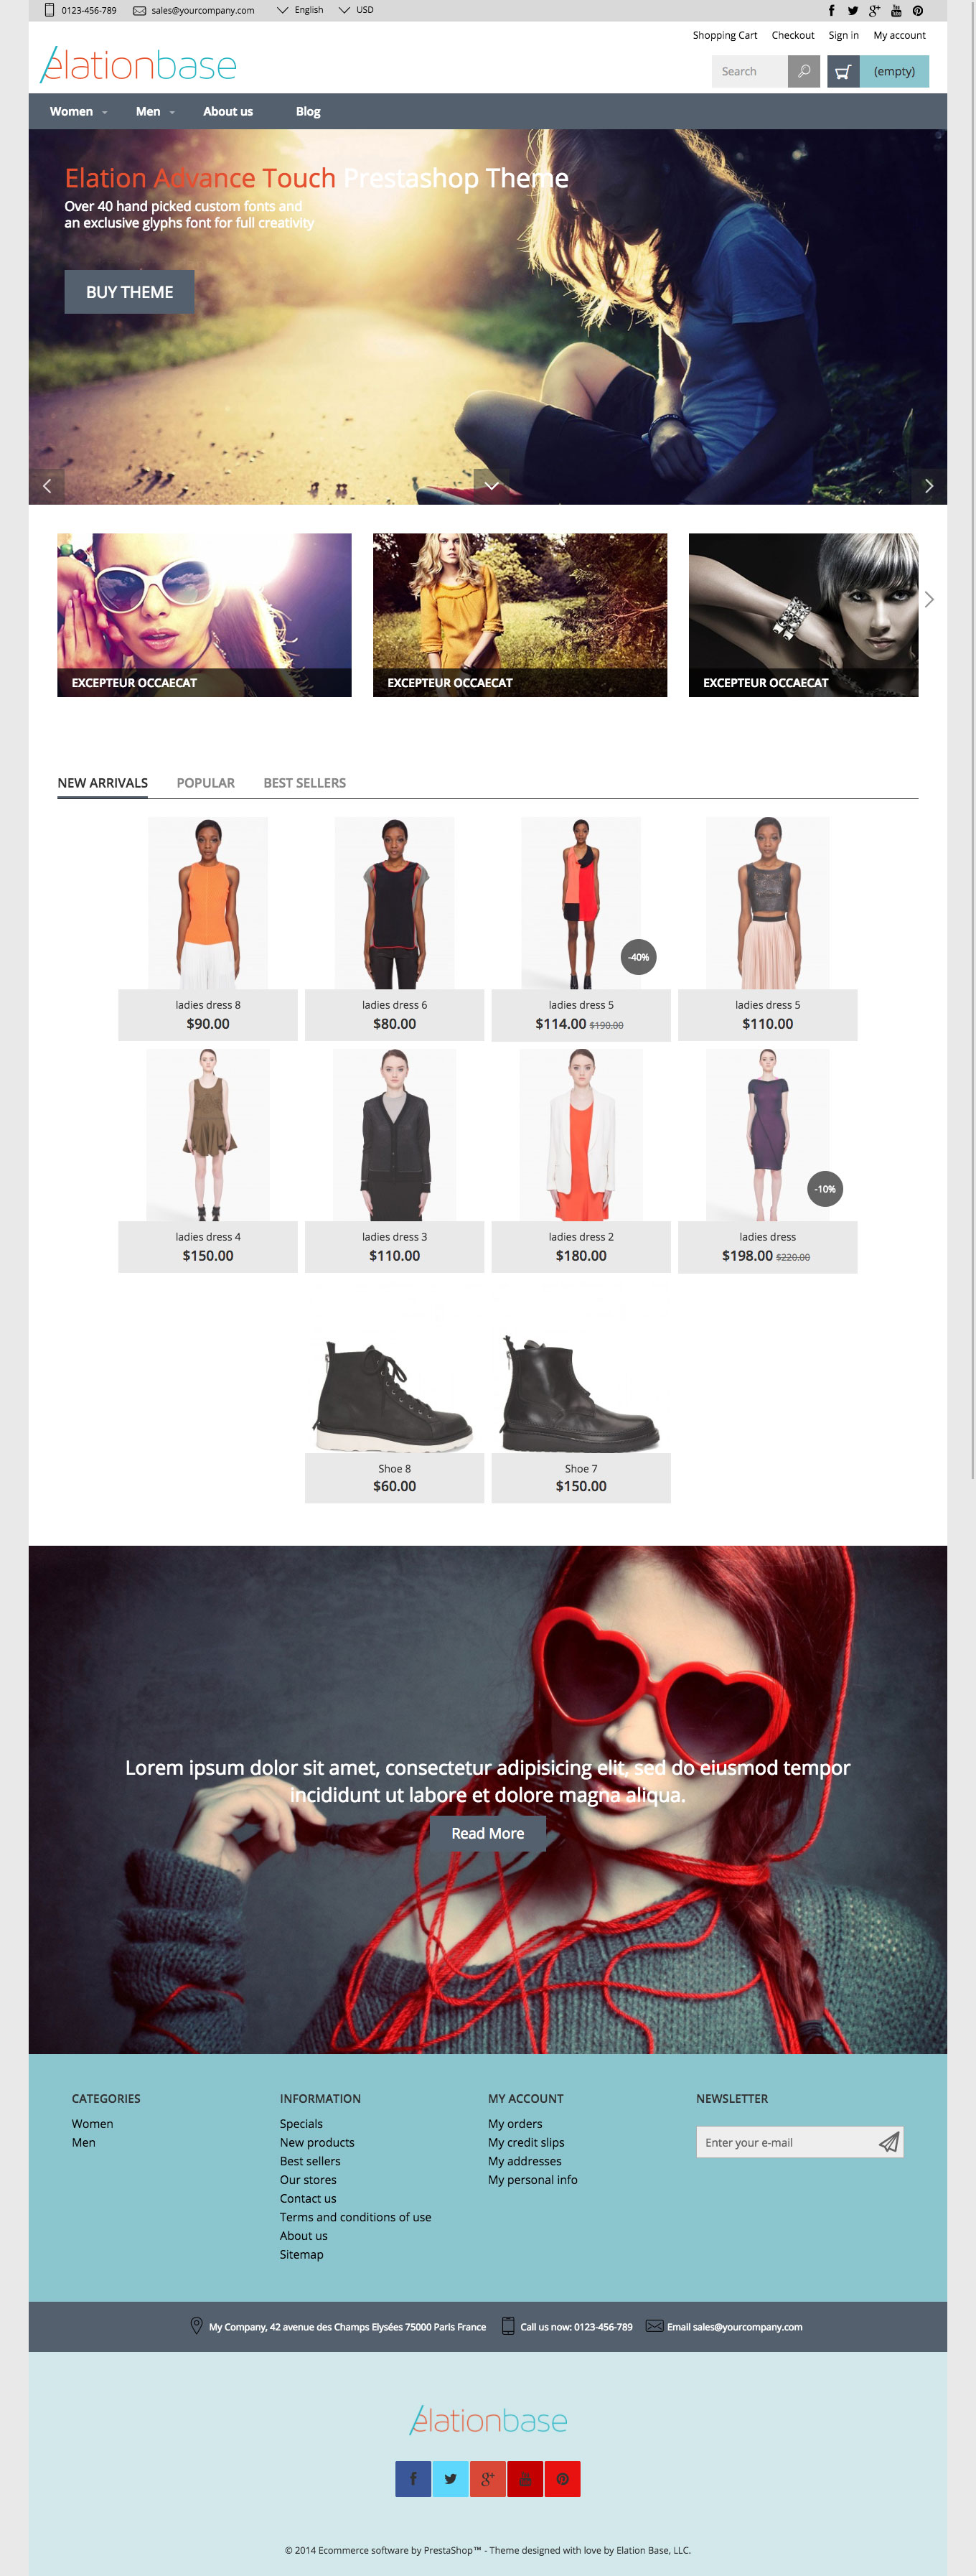 0123-456-789 sales@yourcompany.com English USD
Shopping Cart Checkout Sign in My account
elationbase
Search (empty)
Women Men About us Blog
Elation Advance Touch Prestashop Theme
Over 40 hand picked custom fonts and
an exclusive glyphs font for full creativity
BUY THEME
EXCEPTEUR OCCAECAT EXCEPTEUR OCCAECAT EXCEPTEUR OCCAECAT
NEW ARRIVALS POPULAR BEST SELLERS
-40%
ladies dress 8 ladies dress 6 ladies dress 5 ladies dress 5
$90.00 $80.00 $114.00 $190.00 $110.00
-10%
ladies dress 4 ladies dress 3 ladies dress 2 ladies dress
$150.00 $110.00 $180.00 $198.00 $220.00
Shoe 8 Shoe 7
$60.00 $150.00
Lorem ipsum dolor sit amet, consectetur adipisicing elit, sed do eiusmod tempor
incididunt ut labore et dolore magna aliqua.
Read More
CATEGORIES INFORMATION MY ACCOUNT NEWSLETTER
Women Specials My orders
Men New products My credit slips Enter your e-mail
Best sellers My addresses
Our stores My personal info
Contact us
Terms and conditions of use
About us
Sitemap
My Company, 42 avenue des Champs Elysées 75000 Paris France Call us now: 0123-456-789 Email sales@yourcompany.com
elationbase
© 2014 Ecommerce software by PrestaShop™ - Theme designed with love by Elation Base, LLC.